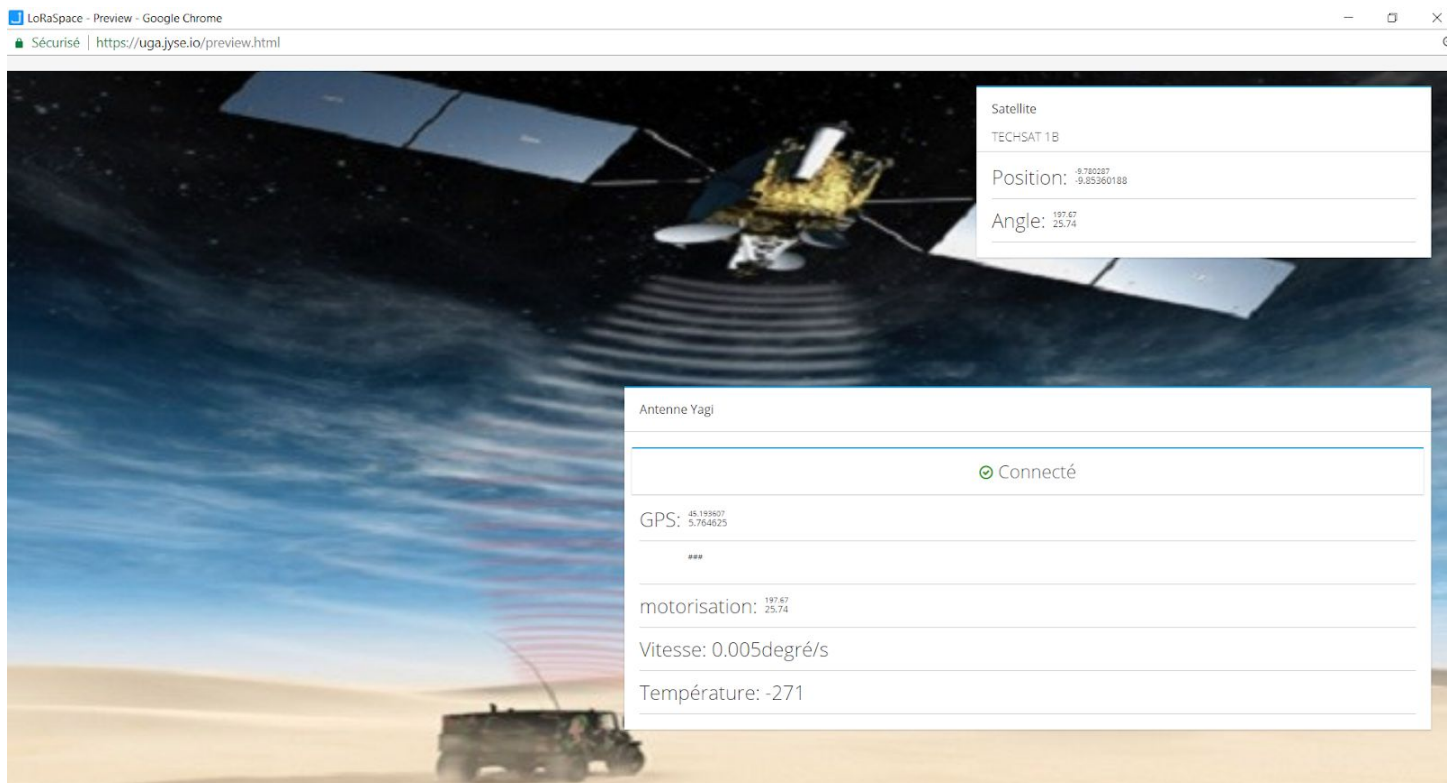 LoRaSpace - Preview - Google Chrome
Sécurisé | https://uga.jyse.io/preview.html
Satellite
TECHSAT 1B
Position: -9.780287
-9.85360188
Angle: 197.67
25.74
Antenne Yagi
Connecté
GPS: 45.193607
5.764625
###
motorisation: 197.67
25.74
Vitesse: 0.005degré/s
Température: -271